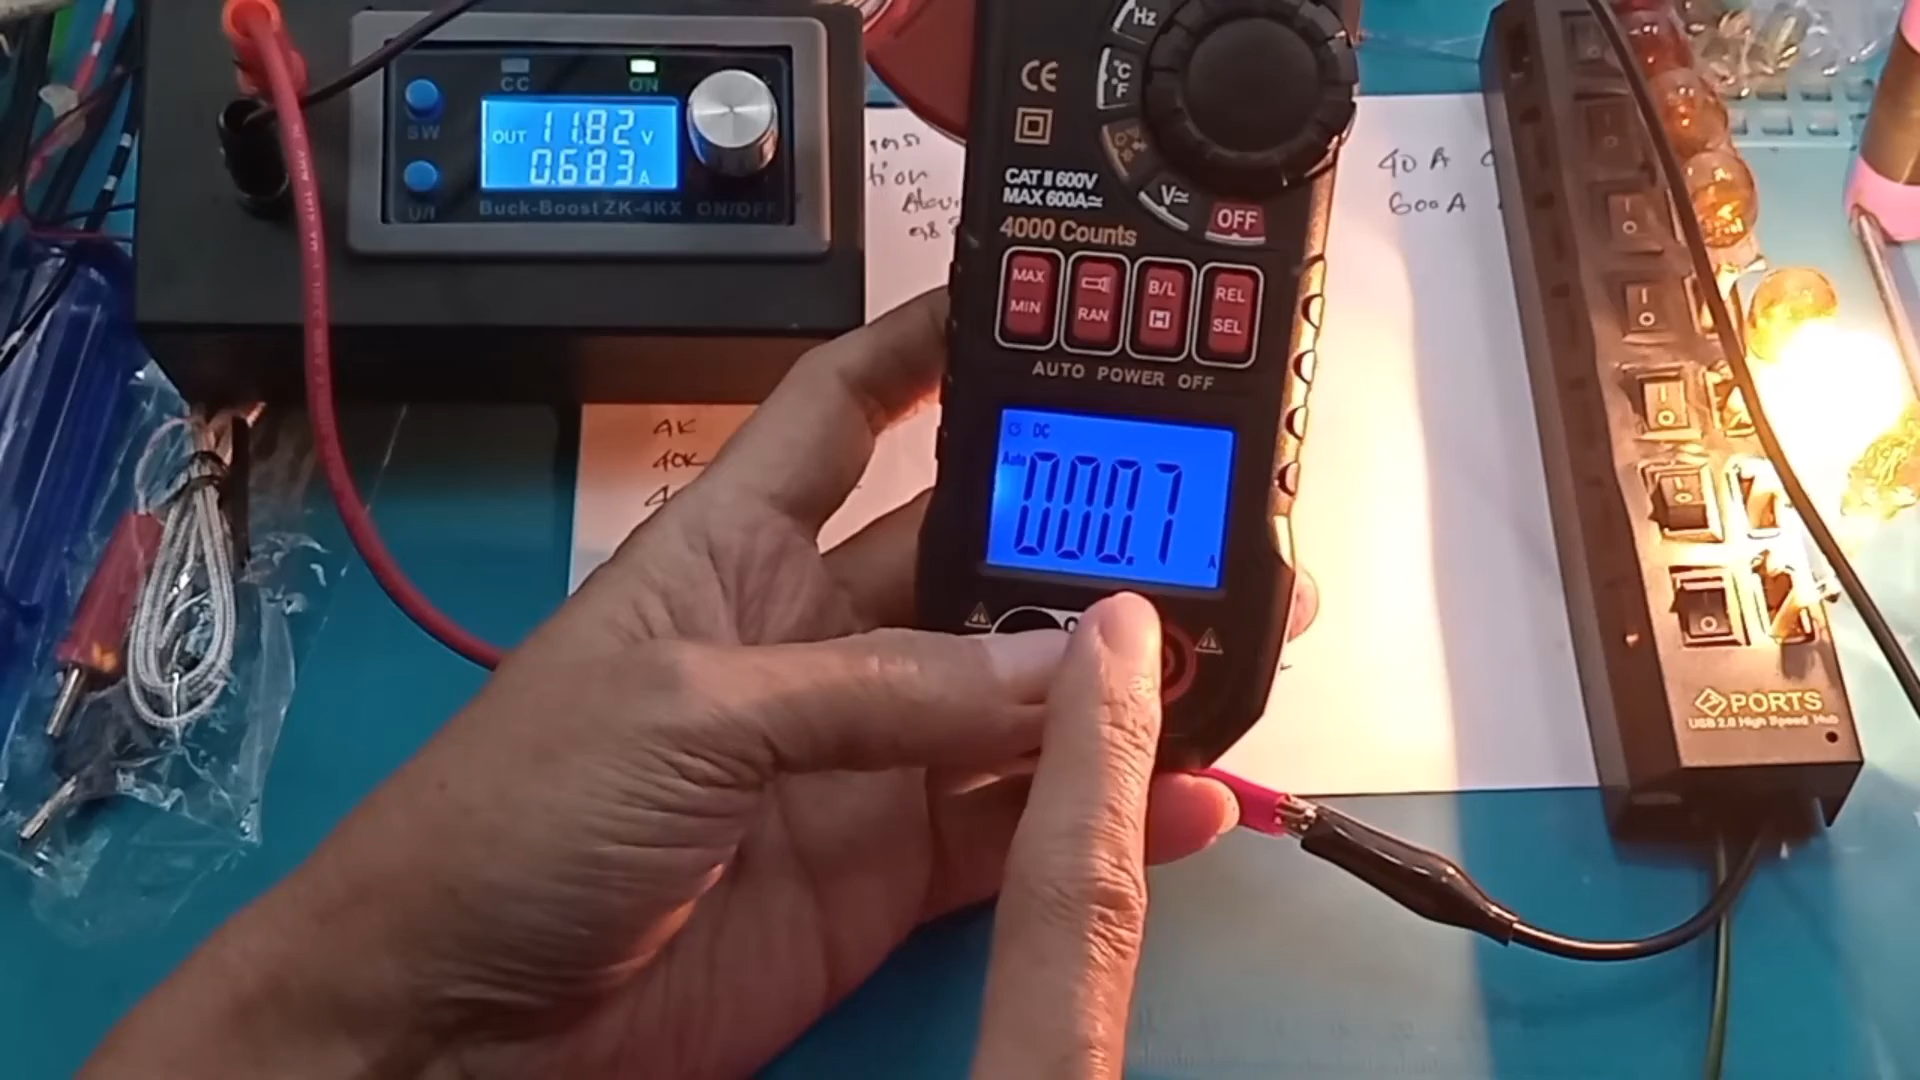 CC
ON
SW
OUT 11.82 V
0.683 A
U/I
Buck-Boost ZK-4KX ON/OFF
Hz
°C
°F
CE
CAT II 600V
MAX 600A≂
V≂
OFF
4000 Counts
MAX
MIN
RAN
B/L
H
REL
SEL
AUTO POWER OFF
DC
Auto
000.7
A
4K
40K
40 A
600 A
7 PORTS
USB 2.0 High Speed Hub